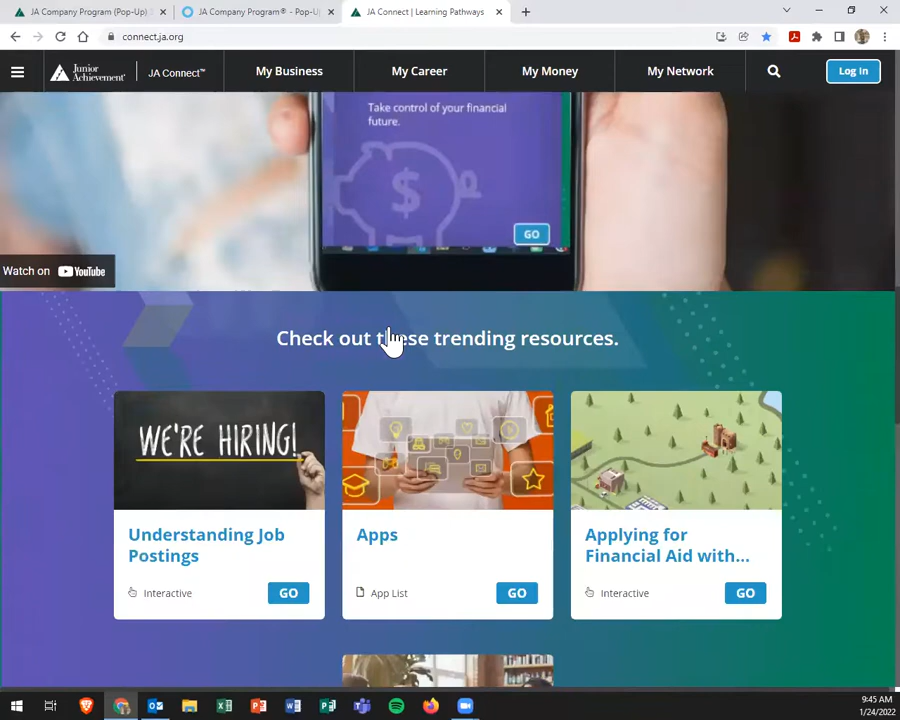 JA Company Program (Pop-Up)
JA Company Program® - Pop-Up
JA Connect | Learning Pathways
connect.ja.org
Junior Achievement
JA Connect™
My Business
My Career
My Money
My Network
Log In
Take control of your financial
future.
$
GO
Watch on YouTube
Check out these trending resources.
WE'RE HIRING!
Understanding Job
Postings
Interactive
GO
Apps
App List
GO
Applying for
Financial Aid with...
Interactive
GO
9:45 AM
1/24/2022